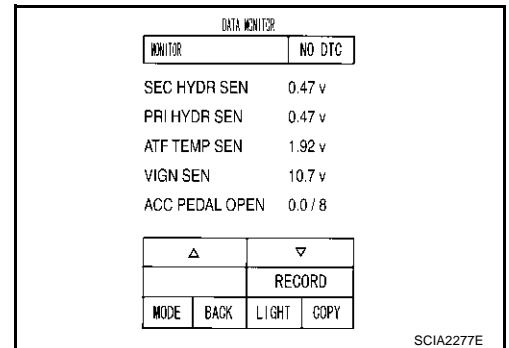 DATA MONITOR
MONITOR NO DTC
SEC HYDR SEN 0.47 v
PRI HYDR SEN 0.47 v
ATF TEMP SEN 1.92 v
VIGN SEN 10.7 v
ACC PEDAL OPEN 0.0 / 8
RECORD
MODE BACK LIGHT COPY
SCIA2277E